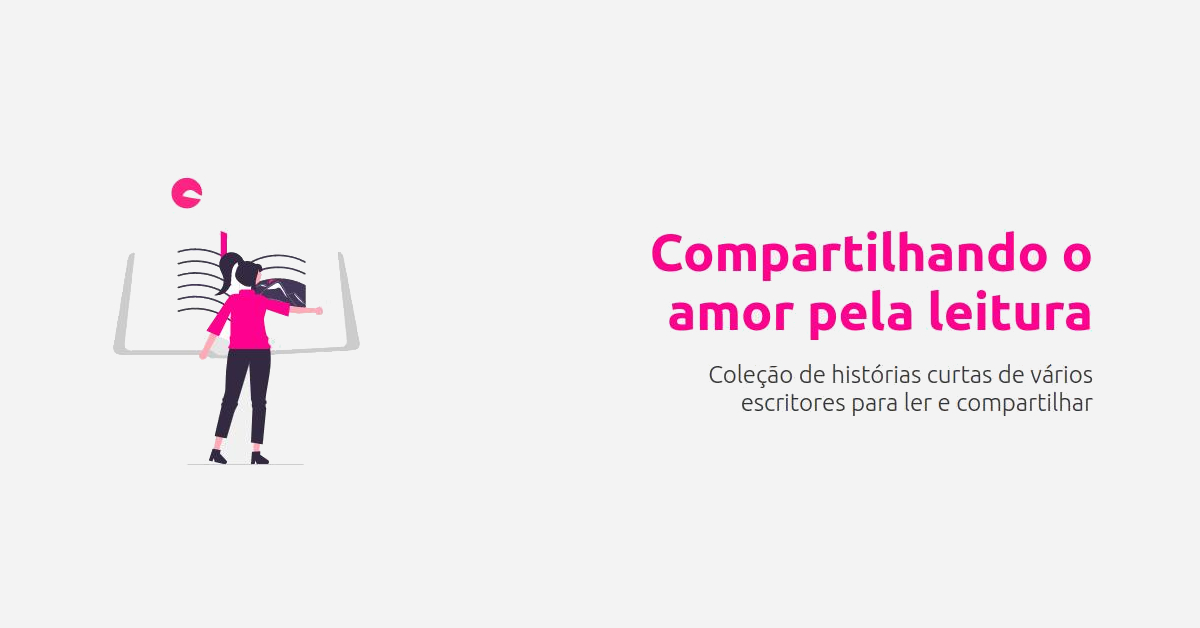 Compartilhando o
amor pela leitura
Coleção de histórias curtas de vários
escritores para ler e compartilhar